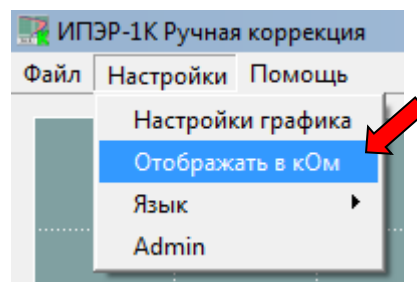 ИПЭР-1К Ручная коррекция
Файл Настройки Помощь
Настройки графика
Отображать в кОм
Язык
Admin